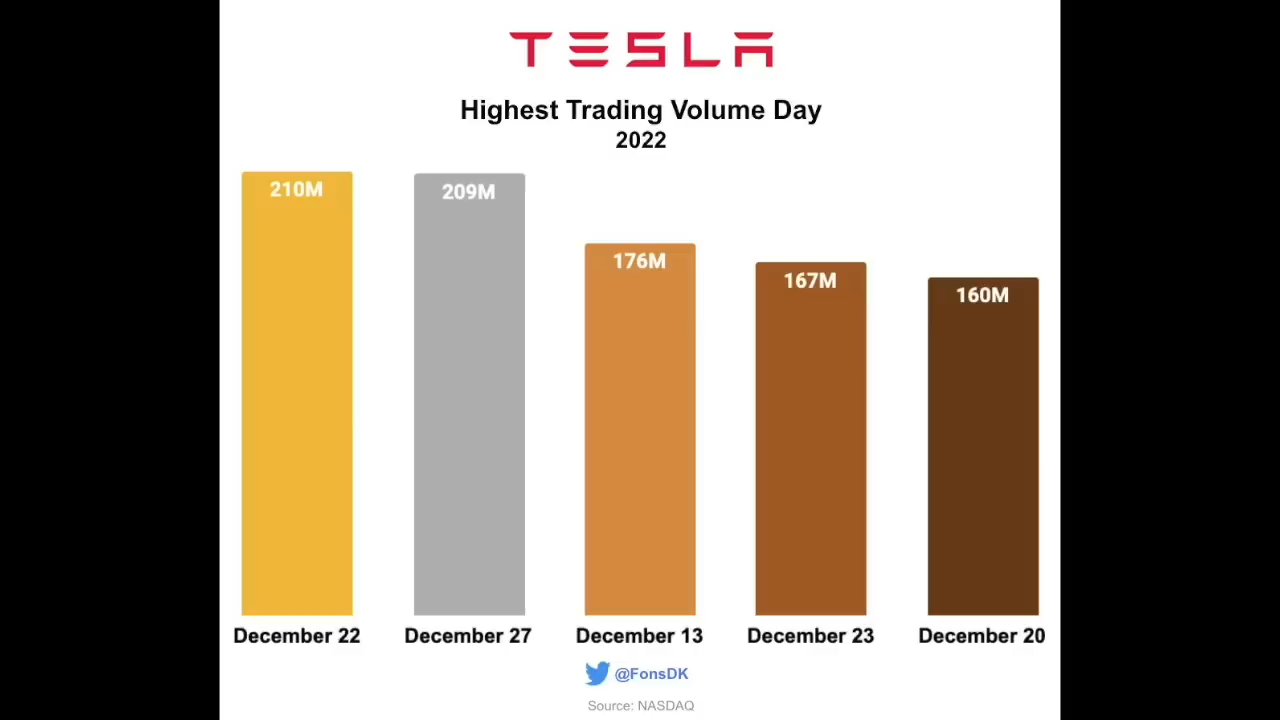 TESLA
Highest Trading Volume Day
2022
210M
209M
176M
167M
160M
December 22
December 27
December 13
December 23
December 20
@FonsDK
Source: NASDAQ